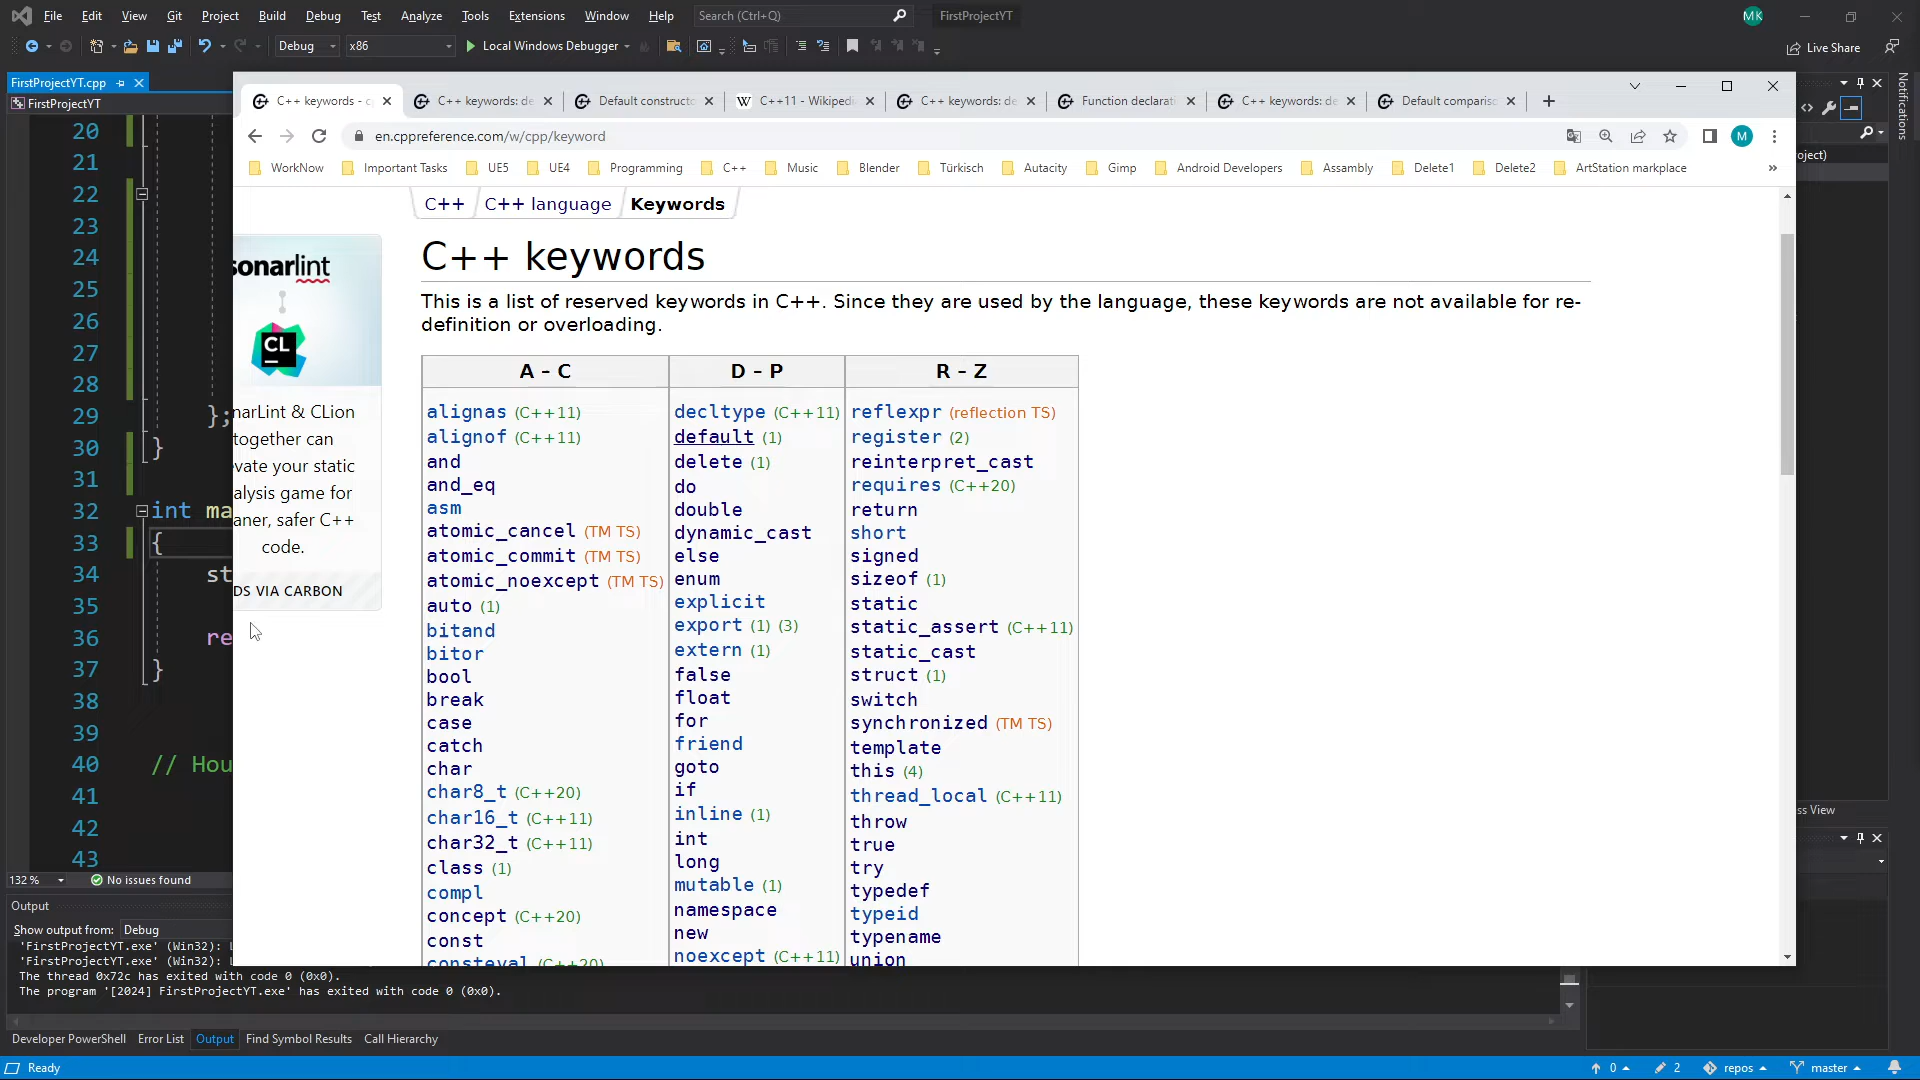 File Edit View Git Project Build Debug Test Analyze Tools Extensions Window Help Search (Ctrl+Q) FirstProjectYT MK
Debug x86 Local Windows Debugger Live Share
FirstProjectYT.cpp
FirstProjectYT
20
21
22
23
24
25
26
27
28
29 };
30 }
31
32 int ma
33 {
34 st
35
36 re
37 }
38
39
40 // Hou
41
42
43
C++ keywords - c C++ keywords: de Default constructo C++11 - Wikiped C++ keywords: de Function declarat C++ keywords: de Default comparis
en.cppreference.com/w/cpp/keyword M
WorkNow Important Tasks UE5 UE4 Programming C++ Music Blender Türkisch Autacity Gimp Android Developers Assambly Delete1 Delete2 ArtStation markplace »
C++ C++ language Keywords
sonarlint
CL
narLint & CLion
together can
vate your static
alysis game for
aner, safer C++
code.
DS VIA CARBON
C++ keywords
This is a list of reserved keywords in C++. Since they are used by the language, these keywords are not available for re-
definition or overloading.
A – C
alignas (C++11)
alignof (C++11)
and
and_eq
asm
atomic_cancel (TM TS)
atomic_commit (TM TS)
atomic_noexcept (TM TS)
auto (1)
bitand
bitor
bool
break
case
catch
char
char8_t (C++20)
char16_t (C++11)
char32_t (C++11)
class (1)
compl
concept (C++20)
const
consteval (C++20)
D – P
decltype (C++11)
default (1)
delete (1)
do
double
dynamic_cast
else
enum
explicit
export (1) (3)
extern (1)
false
float
for
friend
goto
if
inline (1)
int
long
mutable (1)
namespace
new
noexcept (C++11)
R – Z
reflexpr (reflection TS)
register (2)
reinterpret_cast
requires (C++20)
return
short
signed
sizeof (1)
static
static_assert (C++11)
static_cast
struct (1)
switch
synchronized (TM TS)
template
this (4)
thread_local (C++11)
throw
true
try
typedef
typeid
typename
union
Notifications
oject)
ss View
132 % No issues found
Output
Show output from: Debug
'FirstProjectYT.exe' (Win32): L
'FirstProjectYT.exe' (Win32): L
The thread 0x72c has exited with code 0 (0x0).
The program '[2024] FirstProjectYT.exe' has exited with code 0 (0x0).
Developer PowerShell Error List Output Find Symbol Results Call Hierarchy
Ready 0 2 repos master